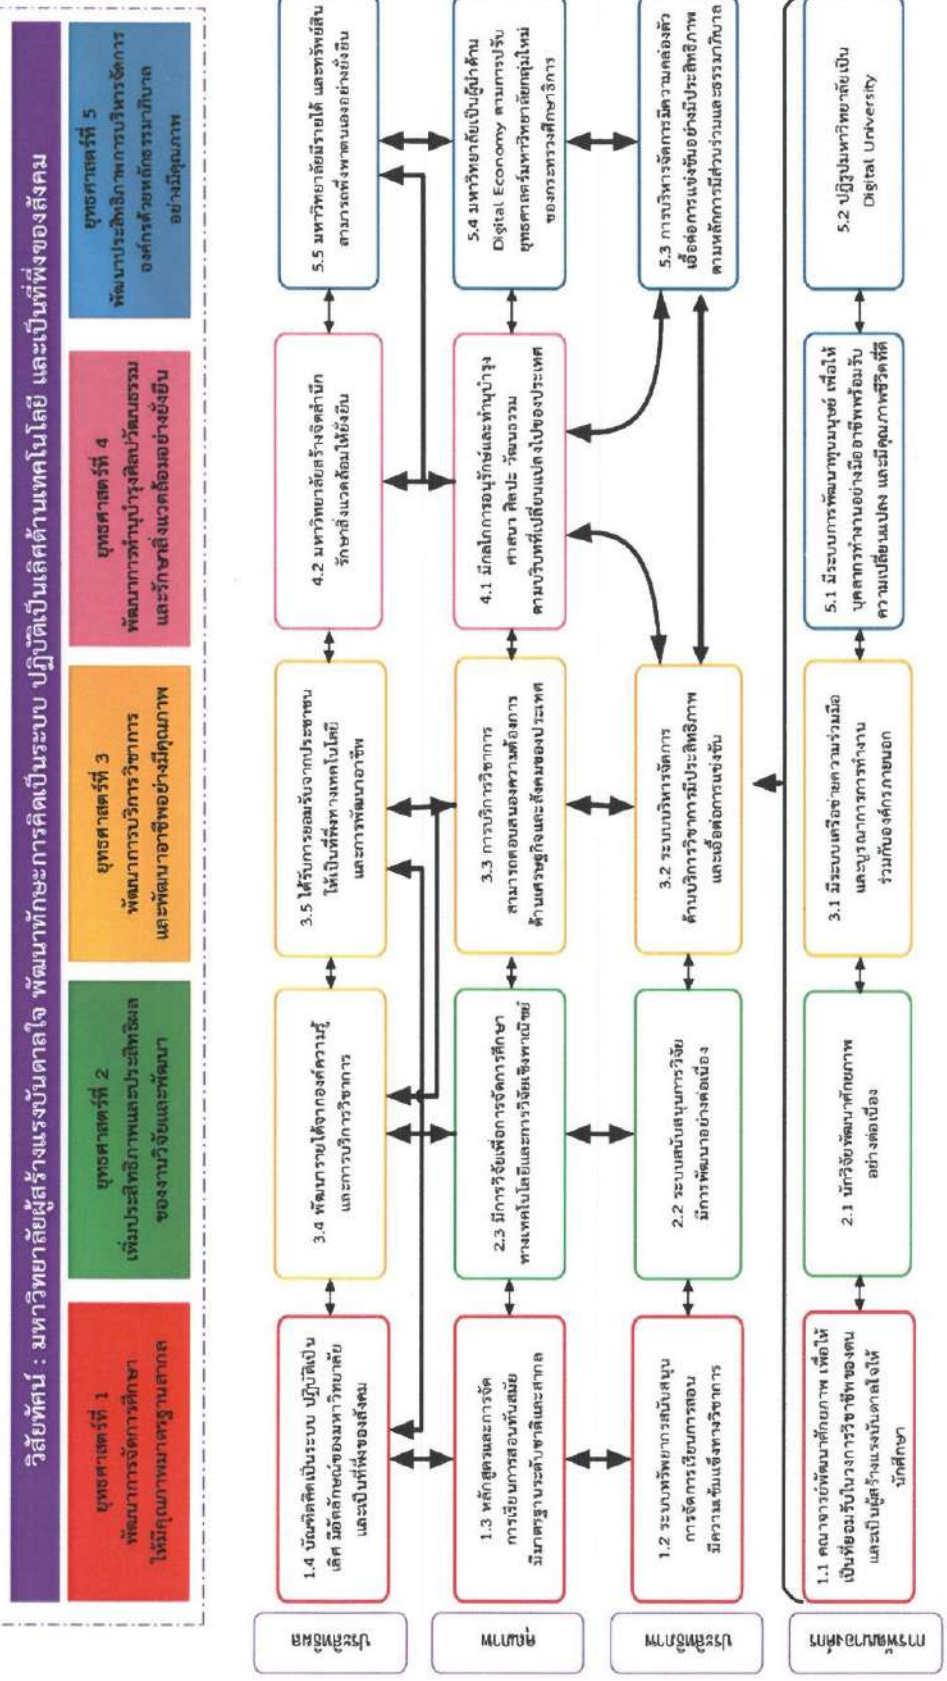 วิสัยทัศน์ : มหาวิทยาลัยผู้สร้างแรงบันดาลใจ พัฒนาทักษะการคิดเป็นระบบ ปฏิบัติเป็นเลิศด้านเทคโนโลยี และเป็นที่พึ่งของสังคม
ยุทธศาสตร์ที่ 1
พัฒนาการจัดการศึกษา
ให้มีคุณภาพมาตรฐานสากล
ยุทธศาสตร์ที่ 2
เพิ่มประสิทธิภาพและประสิทธิผล
ของงานวิจัยและพัฒนา
ยุทธศาสตร์ที่ 3
พัฒนาการบริการวิชาการ
และพัฒนาอาชีพอย่างมีคุณภาพ
ยุทธศาสตร์ที่ 4
พัฒนาการทำนุบำรุงศิลปวัฒนธรรม
และรักษาสิ่งแวดล้อมอย่างยั่งยืน
ยุทธศาสตร์ที่ 5
พัฒนาประสิทธิภาพการบริหารจัดการ
องค์กรด้วยหลักธรรมาภิบาล
อย่างมีคุณภาพ
ประสิทธิผล
1.4 บัณฑิตคิดเป็นระบบ ปฏิบัติเป็น
เลิศ มีอัตลักษณ์ของมหาวิทยาลัย
และเป็นที่พึ่งของสังคม
3.4 พัฒนารายได้จากองค์ความรู้
และการบริการวิชาการ
3.5 ได้รับการยอมรับจากประชาชน
ให้เป็นที่พึ่งทางเทคโนโลยี
และการพัฒนาอาชีพ
4.2 มหาวิทยาลัยสร้างจิตสำนึก
รักษาสิ่งแวดล้อมให้ยั่งยืน
5.5 มหาวิทยาลัยมีรายได้ และทรัพย์สิน
สามารถพึ่งพาตนเองอย่างยั่งยืน
คุณภาพ
1.3 หลักสูตรและการจัด
การเรียนการสอนทันสมัย
มีมาตรฐานระดับชาติและสากล
2.3 มีการวิจัยเพื่อการจัดการศึกษา
ทางเทคโนโลยีและการวิจัยเชิงพาณิชย์
3.3 การบริการวิชาการ
สามารถตอบสนองความต้องการ
ด้านเศรษฐกิจและสังคมของประเทศ
4.1 มีกลไกการอนุรักษ์และทำนุบำรุง
ศาสนา ศิลปะ วัฒนธรรม
ตามบริบทที่เปลี่ยนแปลงไปของประเทศ
5.4 มหาวิทยาลัยเป็นผู้นำด้าน
Digital Economy ตามการปรับ
ยุทธศาสตร์มหาวิทยาลัยกลุ่มใหม่
ของกระทรวงศึกษาธิการ
ประสิทธิภาพ
1.2 ระบบทรัพยากรสนับสนุน
การจัดการเรียนการสอน
มีความเข้มแข็งทางวิชาการ
2.2 ระบบสนับสนุนการวิจัย
มีการพัฒนาอย่างต่อเนื่อง
3.2 ระบบบริหารจัดการ
ด้านบริการวิชาการมีประสิทธิภาพ
และเอื้อต่อการแข่งขัน
5.3 การบริหารจัดการมีความคล่องตัว
เอื้อต่อการแข่งขันอย่างมีประสิทธิภาพ
ตามหลักการมีส่วนร่วมและธรรมาภิบาล
การพัฒนาองค์กร
1.1 คณาจารย์พัฒนาศักยภาพ เพื่อให้
เป็นที่ยอมรับในวงการวิชาชีพของตน
และเป็นผู้สร้างแรงบันดาลใจให้
นักศึกษา
2.1 นักวิจัยพัฒนาศักยภาพ
อย่างต่อเนื่อง
3.1 มีระบบเครือข่ายความร่วมมือ
และบูรณาการการทำงาน
ร่วมกับองค์กรภายนอก
5.1 มีระบบการพัฒนาทุนมนุษย์ เพื่อให้
บุคลากรทำงานอย่างมืออาชีพพร้อมรับ
ความเปลี่ยนแปลง และมีคุณภาพชีวิตที่ดี
5.2 ปฏิรูปมหาวิทยาลัยเป็น
Digital University